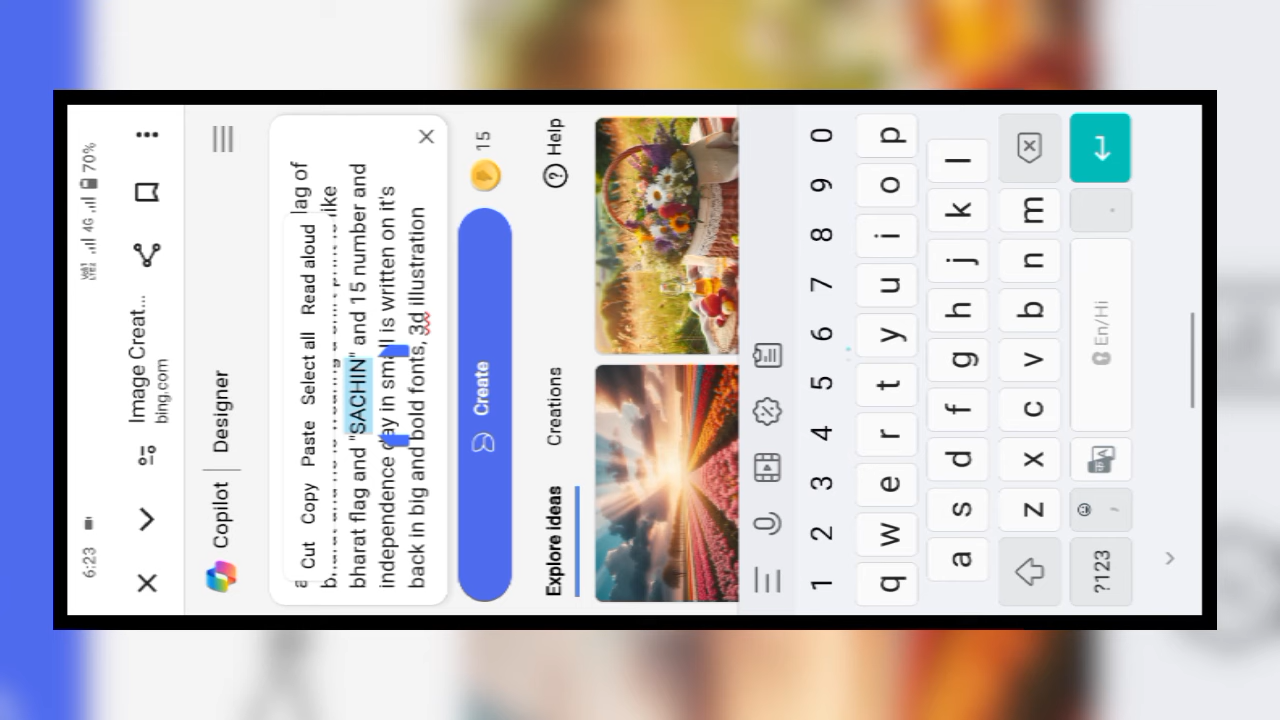 6:23 4G 70%
Image Creat...
bing.com
Copilot | Designer
Cut Copy Paste Select all Read aloud lag of
like
bharat flag and "SACHIN" and 15 number and
independence day in small is written on it's
back in big and bold fonts, 3d illustration
Create 15
Explore ideas Creations Help
1 2 3 4 5 6 7 8 9 0
q w e r t y u i o p
a s d f g h j k l
z x c v b n m
?123 , En/Hi .